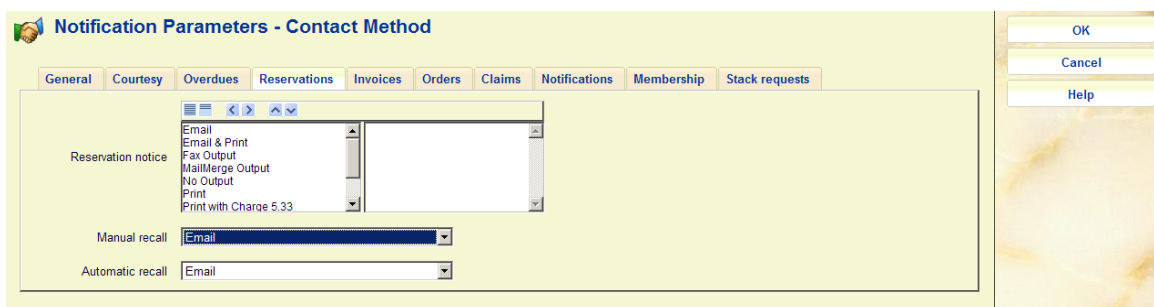 Notification Parameters - Contact Method
OK
Cancel
Help
General Courtesy Overdues Reservations Invoices Orders Claims Notifications Membership Stack requests
Reservation notice
Email
Email & Print
Fax Output
MailMerge Output
No Output
Print
Print with Charge 5.33
Manual recall Email
Automatic recall Email